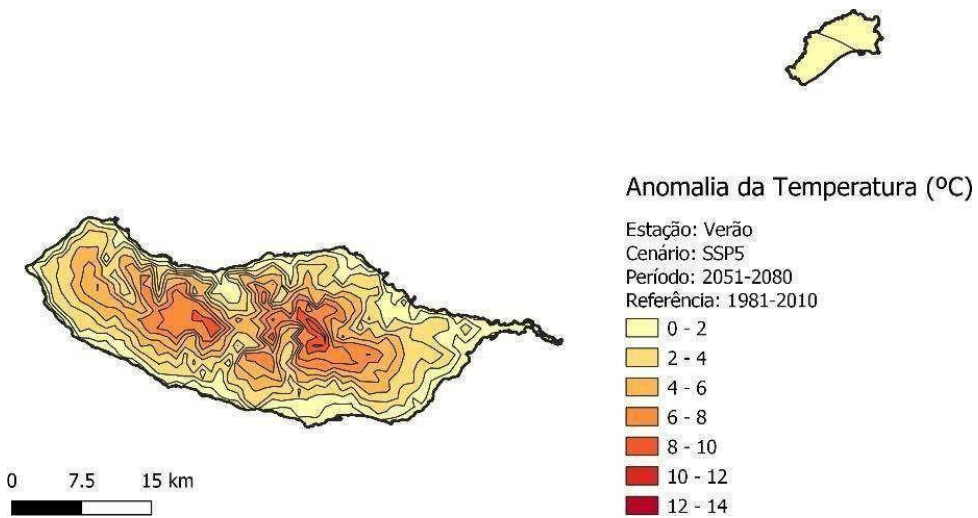 Anomalia da Temperatura (ºC)
Estação: Verão
Cenário: SSP5
Período: 2051-2080
Referência: 1981-2010
0 - 2
2 - 4
4 - 6
6 - 8
8 - 10
10 - 12
12 - 14
0 7.5 15 km